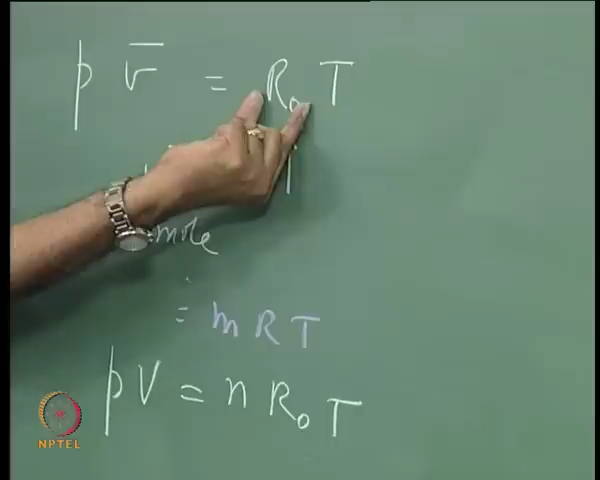 p v̅ = R₀ T
mole
= m R T
p V = n R₀ T
NPTEL